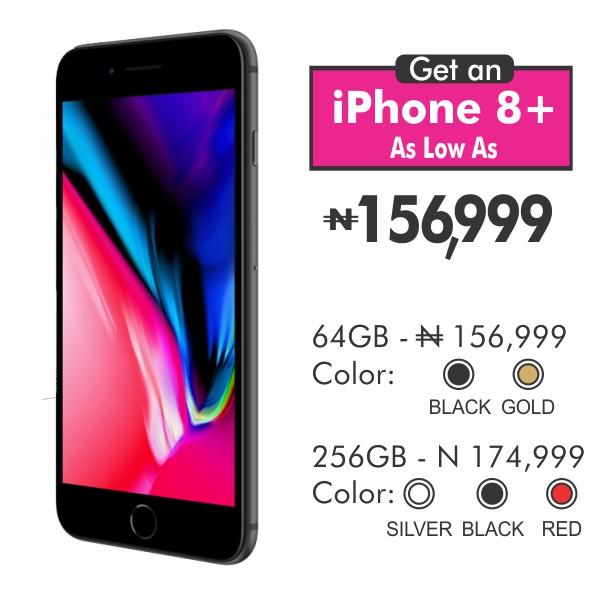 Get an
iPhone 8+
As Low As
₦156,999
64GB - ₦ 156,999
Color:
BLACK GOLD
256GB - N 174,999
Color:
SILVER BLACK RED